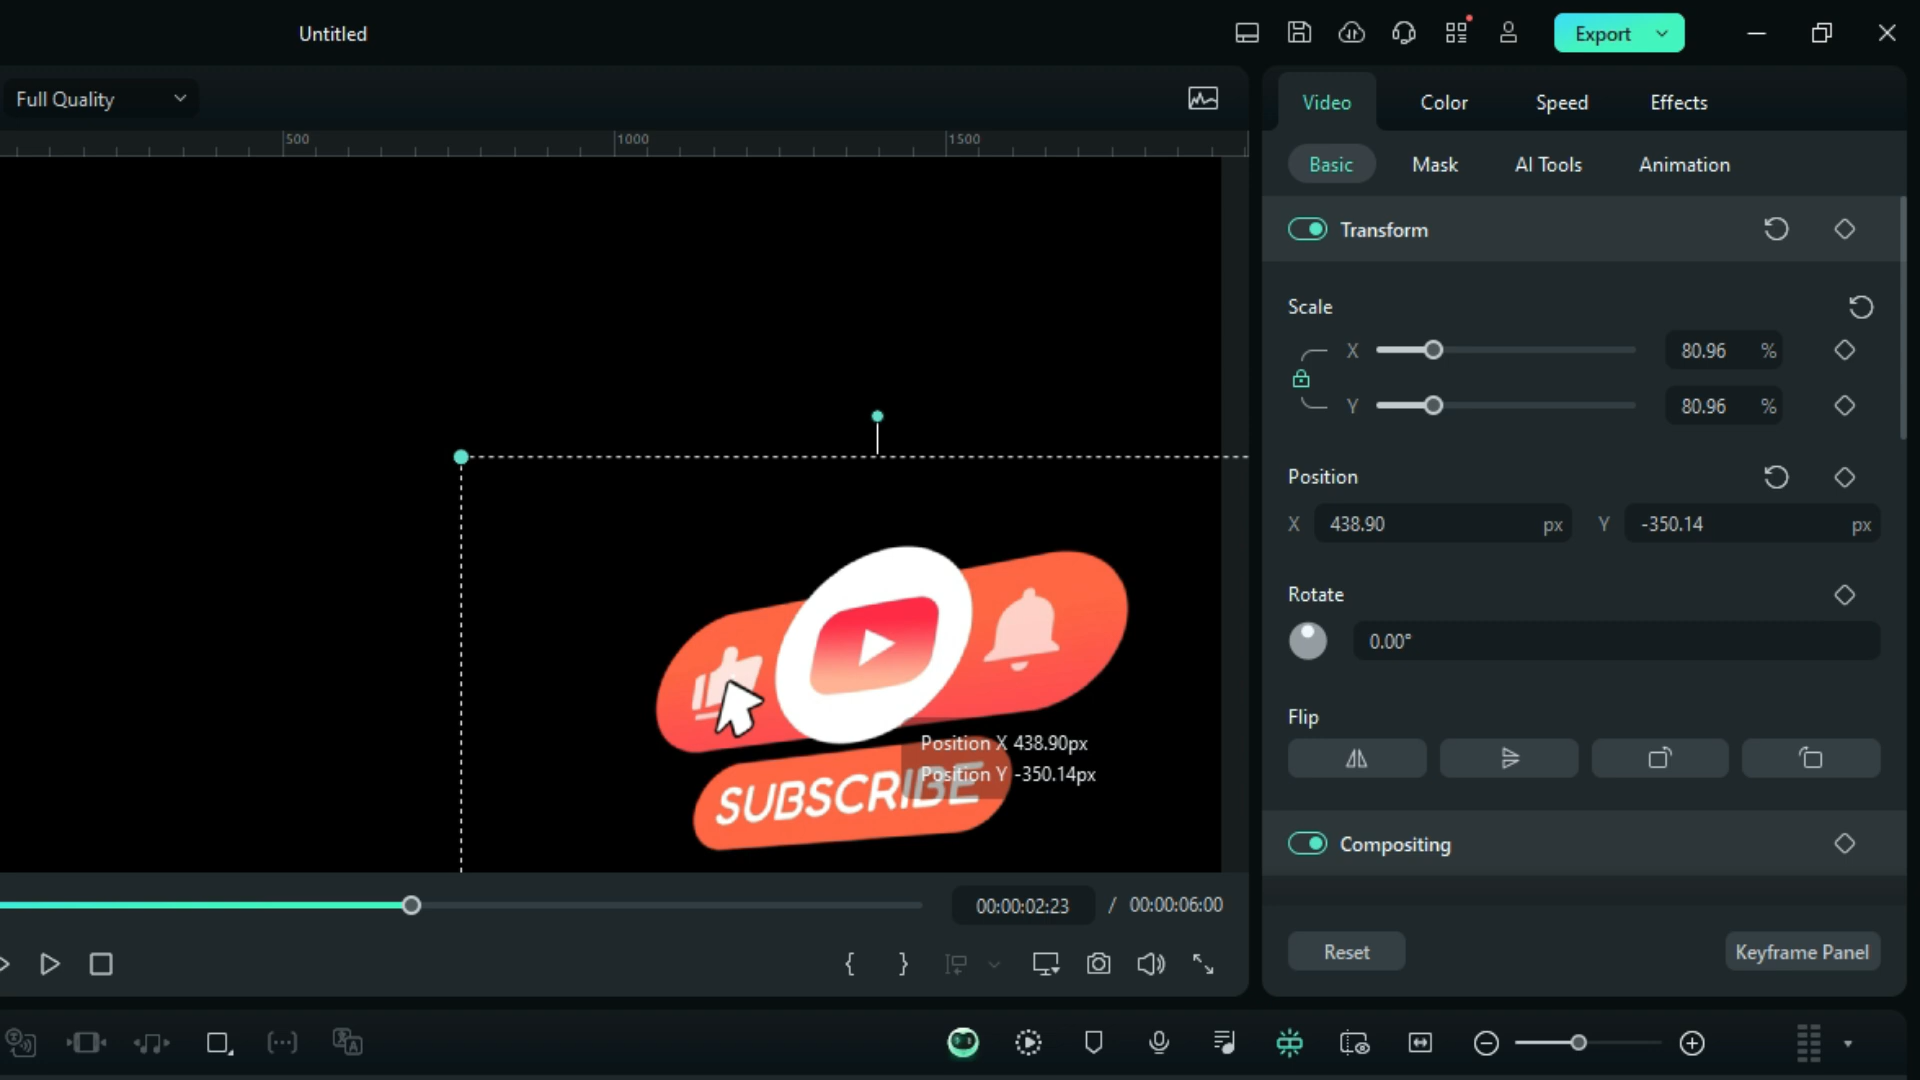 Untitled
Export
Full Quality
500
1000
1500
Video
Color
Speed
Effects
Basic
Mask
AI Tools
Animation
Transform
Scale
X
80.96
%
Y
80.96
%
Position
X
438.90
px
Y
-350.14
px
Rotate
0.00°
Flip
SUBSCRIBE
Position X 438.90px
Position Y -350.14px
Compositing
00:00:02:23
/
00:00:06:00
Reset
Keyframe Panel